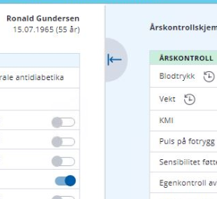 Ronald Gundersen
15.07.1965 (55 år)
rale antidiabetika
Årskontrollskjem
ÅRSKONTROLL
Blodtrykk
Vekt
KMI
Puls på fotrygg
Sensibilitet føtt
Egenkontroll av